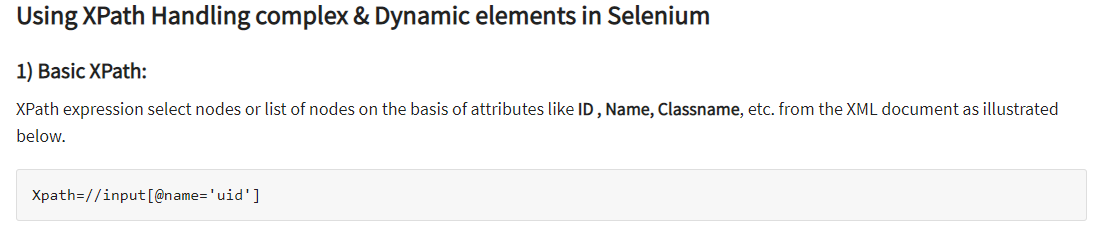 Using XPath Handling complex & Dynamic elements in Selenium
1) Basic XPath:
XPath expression select nodes or list of nodes on the basis of attributes like ID , Name, Classname, etc. from the XML document as illustrated
below.
Xpath=//input[@name='uid']